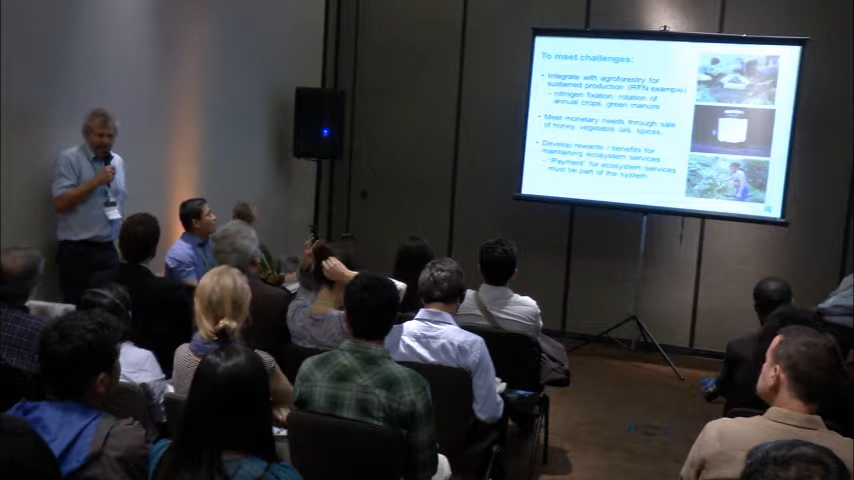 To meet challenges:
• Integrate with agroforestry for
sustained production (RFN example)
– nitrogen fixation, rotation of
annual crops, green manure
• Meet monetary needs through sale
of honey, vegetable oil, spices,
• Develop rewards / benefits for
maintaining ecosystem services
– "Payment" for ecosystem services
must be part of the system